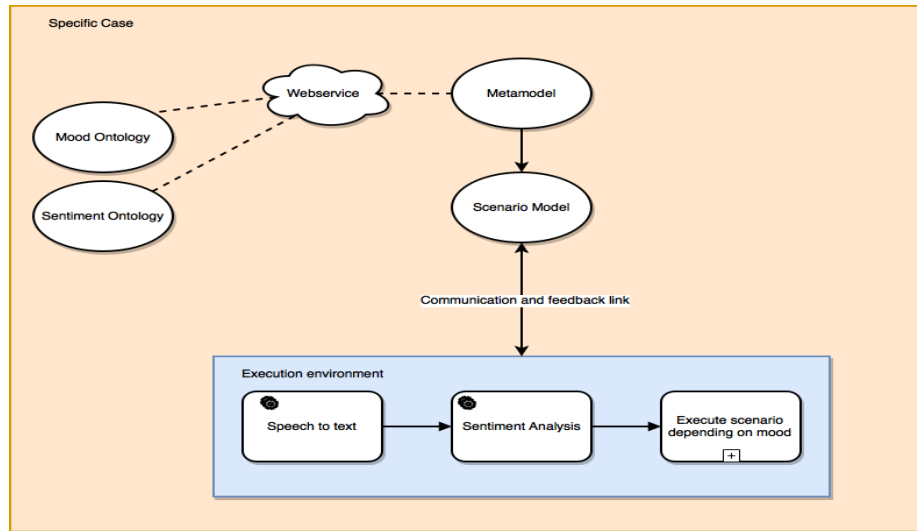 Specific Case
Webservice
Metamodel
Mood Ontology
Sentiment Ontology
Scenario Model
Communication and feedback link
Execution environment
Speech to text
Sentiment Analysis
Execute scenario
depending on mood
+